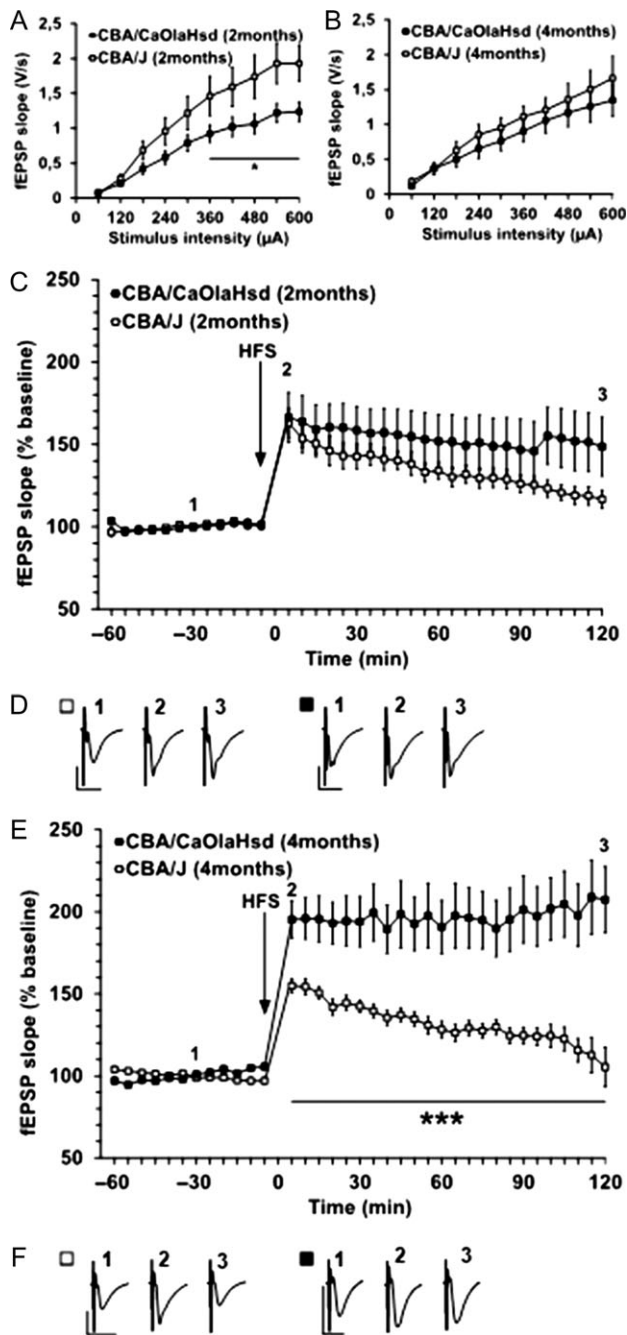 A
CBA/CaOlaHsd (2months)
CBA/J (2months)
fEPSP slope (V/s)
2,5
2
1,5
1
0,5
0
*
0 120 240 360 480 600
Stimulus intensity (µA)
B
CBA/CaOlaHsd (4months)
CBA/J (4months)
fEPSP slope (V/s)
2,5
2
1,5
1
0,5
0
0 120 240 360 480 600
Stimulus intensity (µA)
C
CBA/CaOlaHsd (2months)
CBA/J (2months)
fEPSP slope (% baseline)
250
200
150
100
50
HFS
1
2
3
–60 –30 0 30 60 90 120
Time (min)
D
1 2 3
1 2 3
E
CBA/CaOlaHsd (4months)
CBA/J (4months)
fEPSP slope (% baseline)
250
200
150
100
50
HFS
1
2
3
***
–60 –30 0 30 60 90 120
Time (min)
F
1 2 3
1 2 3